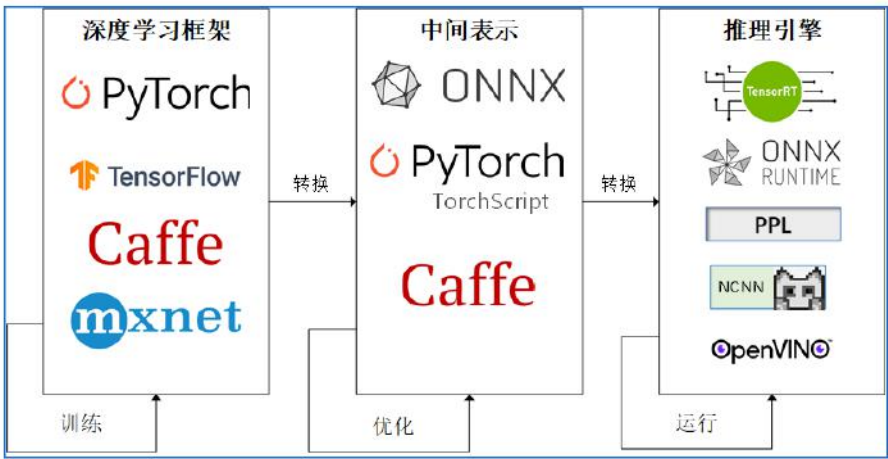 深度学习框架
PyTorch
TensorFlow
Caffe
mxnet
训练
转换
中间表示
ONNX
PyTorch
TorchScript
Caffe
优化
转换
推理引擎
TensorRT
ONNX
RUNTIME
PPL
NCNN
OpenVINO
运行